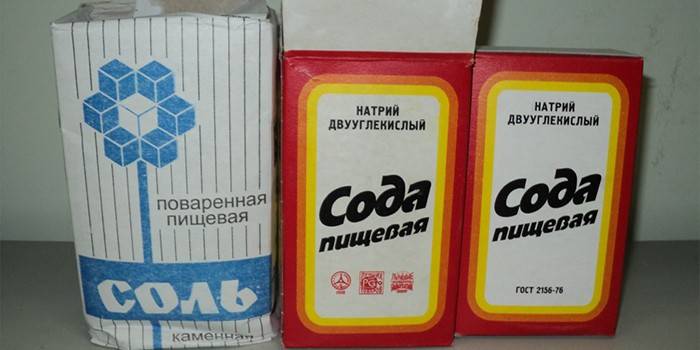 поваренная
пищевая
СОЛЬ
каменная
НАТРИЙ
ДВУУГЛЕКИСЛЫЙ
Сода
пищевая
НАТРИЙ
ДВУУГЛЕКИСЛЫЙ
Сода
пищевая
ГОСТ 2156-76